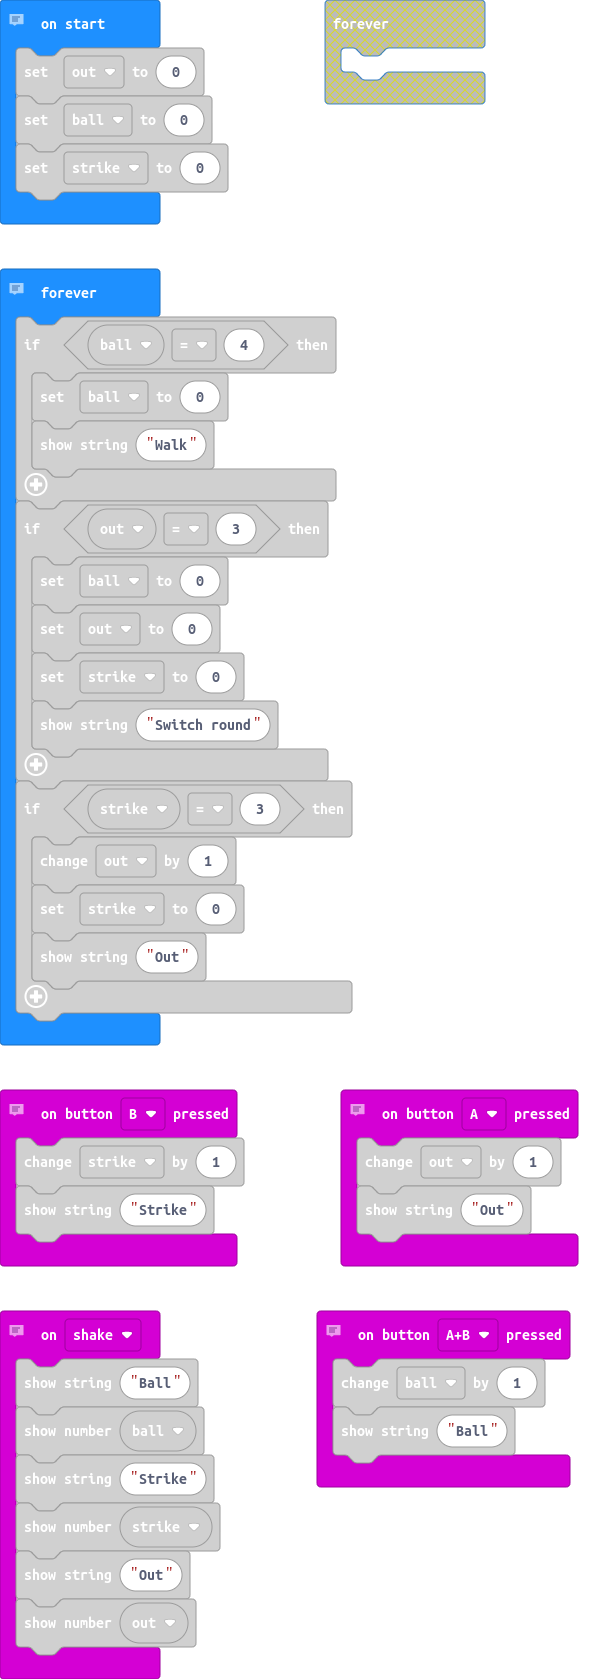 on start
set out to 0
set ball to 0
set strike to 0
forever
forever
if ball = 4 then
set ball to 0
show string "Walk"
if out = 3 then
set ball to 0
set out to 0
set strike to 0
show string "Switch round"
if strike = 3 then
change out by 1
set strike to 0
show string "Out"
on button B pressed
change strike by 1
show string "Strike"
on button A pressed
change out by 1
show string "Out"
on shake
show string "Ball"
show number ball
show string "Strike"
show number strike
show string "Out"
show number out
on button A+B pressed
change ball by 1
show string "Ball"